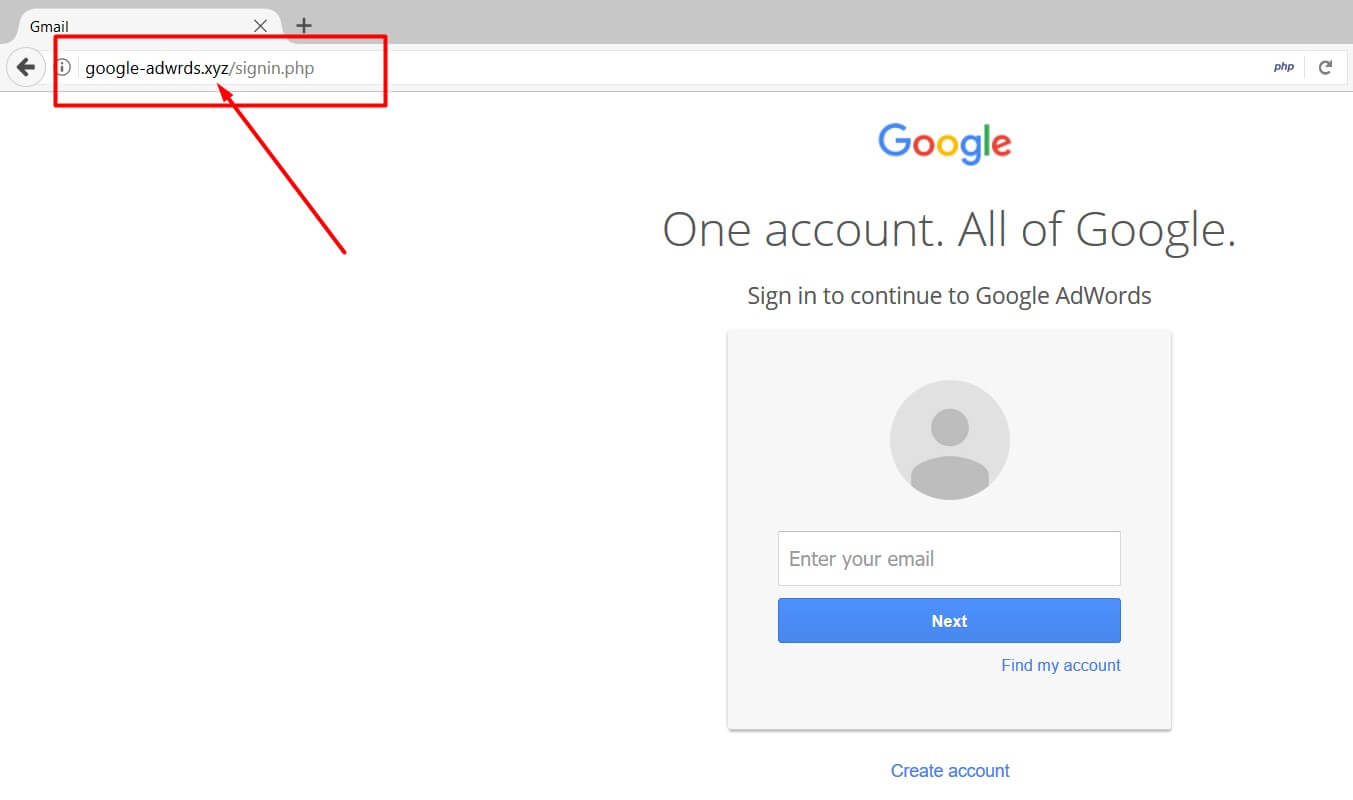 Gmail
google-adwrds.xyz/signin.php
php
Google
One account. All of Google.
Sign in to continue to Google AdWords
Enter your email
Next
Find my account
Create account